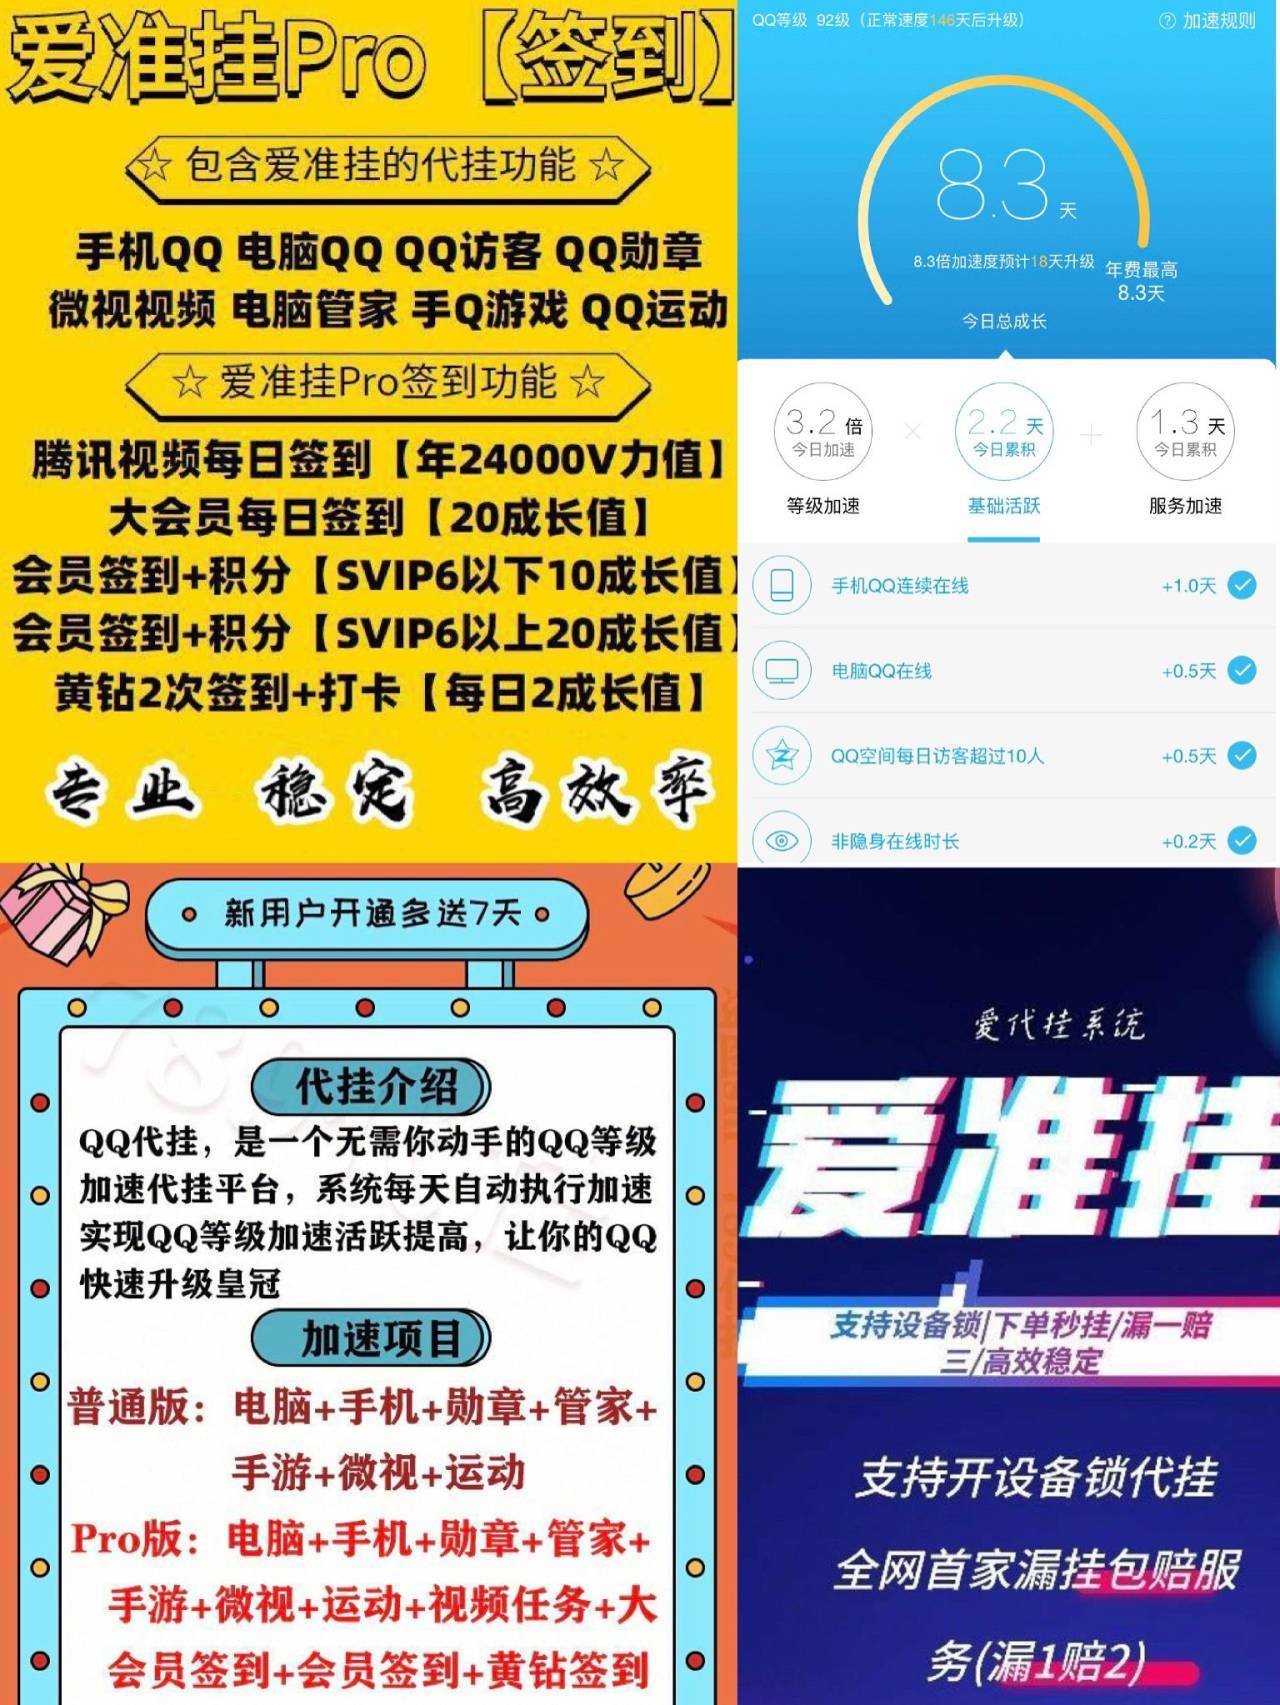 爱准挂Pro【签到】
☆ 包含爱准挂的代挂功能 ☆
手机QQ 电脑QQ QQ访客 QQ勋章
微视视频 电脑管家 手Q游戏 QQ运动
☆ 爱准挂Pro签到功能 ☆
腾讯视频每日签到【年24000V力值】
大会员每日签到【20成长值】
会员签到+积分【SVIP6以下10成长值】
会员签到+积分【SVIP6以上20成长值】
黄钻2次签到+打卡【每日2成长值】
专业 稳定 高效率
QQ等级 92级（正常速度146天后升级）
加速规则
8.3 天
8.3倍加速度预计18天升级
年费最高
8.3天
今日总成长
3.2 倍
今日加速
×
2.2 天
今日累积
+
1.3 天
今日累积
等级加速
基础活跃
服务加速
手机QQ连续在线 +1.0天
电脑QQ在线 +0.5天
QQ空间每日访客超过10人 +0.5天
非隐身在线时长 +0.2天
新用户开通多送7天
代挂介绍
QQ代挂，是一个无需你动手的QQ等级
加速代挂平台，系统每天自动执行加速
实现QQ等级加速活跃提高，让你的QQ
快速升级皇冠
加速项目
普通版：电脑+手机+勋章+管家+
手游+微视+运动
Pro版：电脑+手机+勋章+管家+
手游+微视+运动+视频任务+大
会员签到+会员签到+黄钻签到
爱代挂系统
爱准挂
支持设备锁|下单秒挂/漏一赔
三/高效稳定
支持开设备锁代挂
全网首家漏挂包赔服
务(漏1赔2)